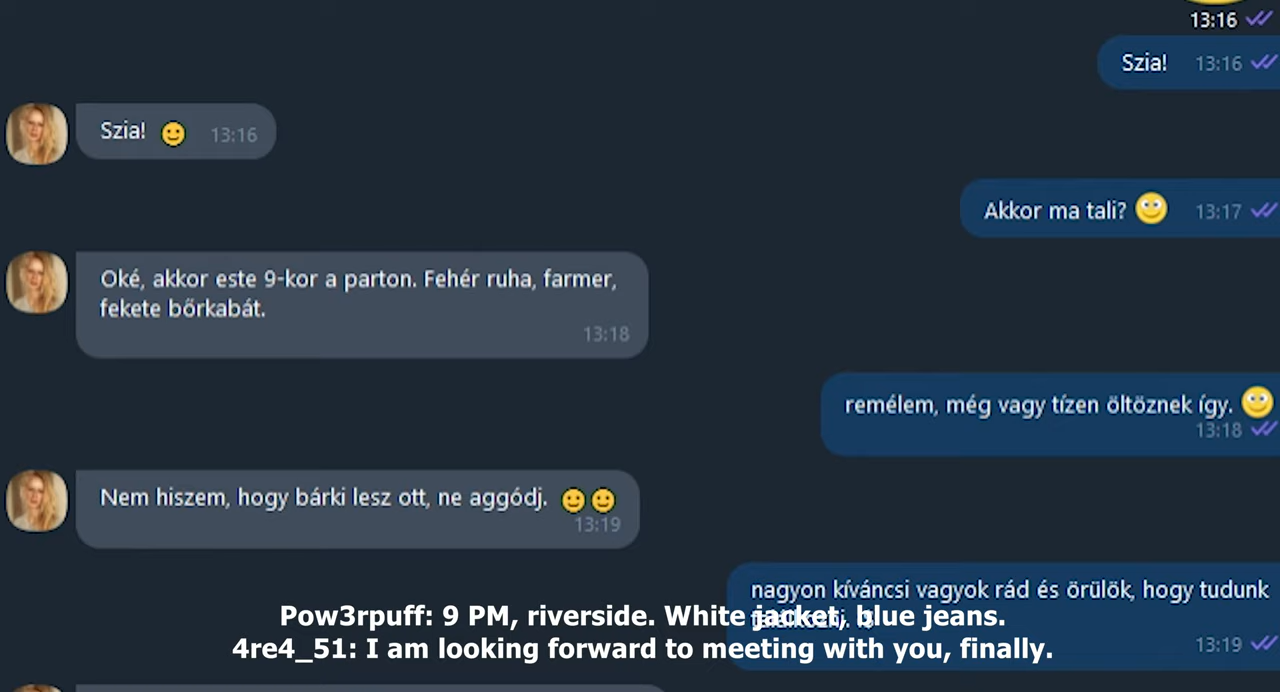 13:16
Szia! 13:16
Szia! 13:16
Akkor ma tali? 13:17
Oké, akkor este 9-kor a parton. Fehér ruha, farmer,
fekete bőrkabát.
13:18
remélem, még vagy tízen öltöznek így.
13:18
Nem hiszem, hogy bárki lesz ott, ne aggódj.
13:19
nagyon kíváncsi vagyok rád és örülök, hogy tudunk
13:19
Pow3rpuff: 9 PM, riverside. White jacket, blue jeans.
4re4_51: I am looking forward to meeting with you, finally.